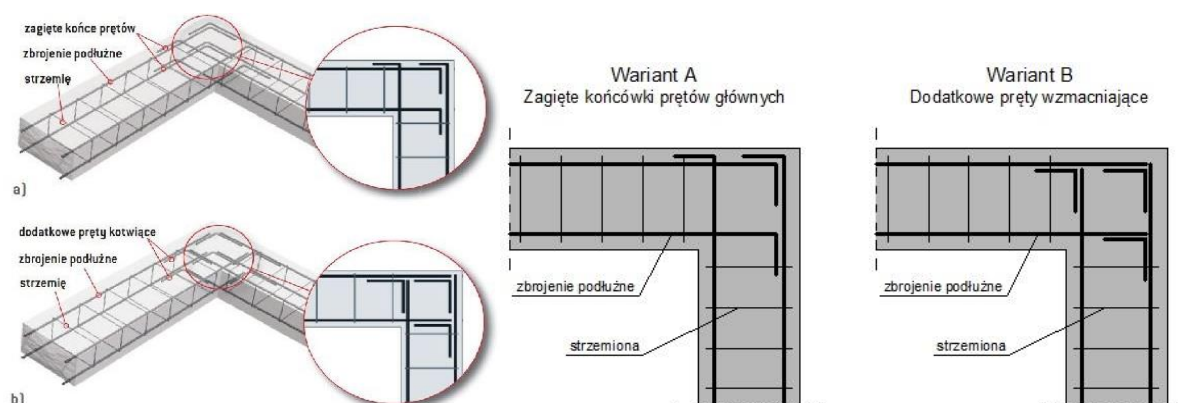 zagięte końce prętów
zbrojenie podłużne
strzemię
a)
dodatkowe pręty kotwiące
zbrojenie podłużne
strzemię
b)
Wariant A
Zagięte końcówki prętów głównych
zbrojenie podłużne
strzemiona
Wariant B
Dodatkowe pręty wzmacniające
zbrojenie podłużne
strzemiona